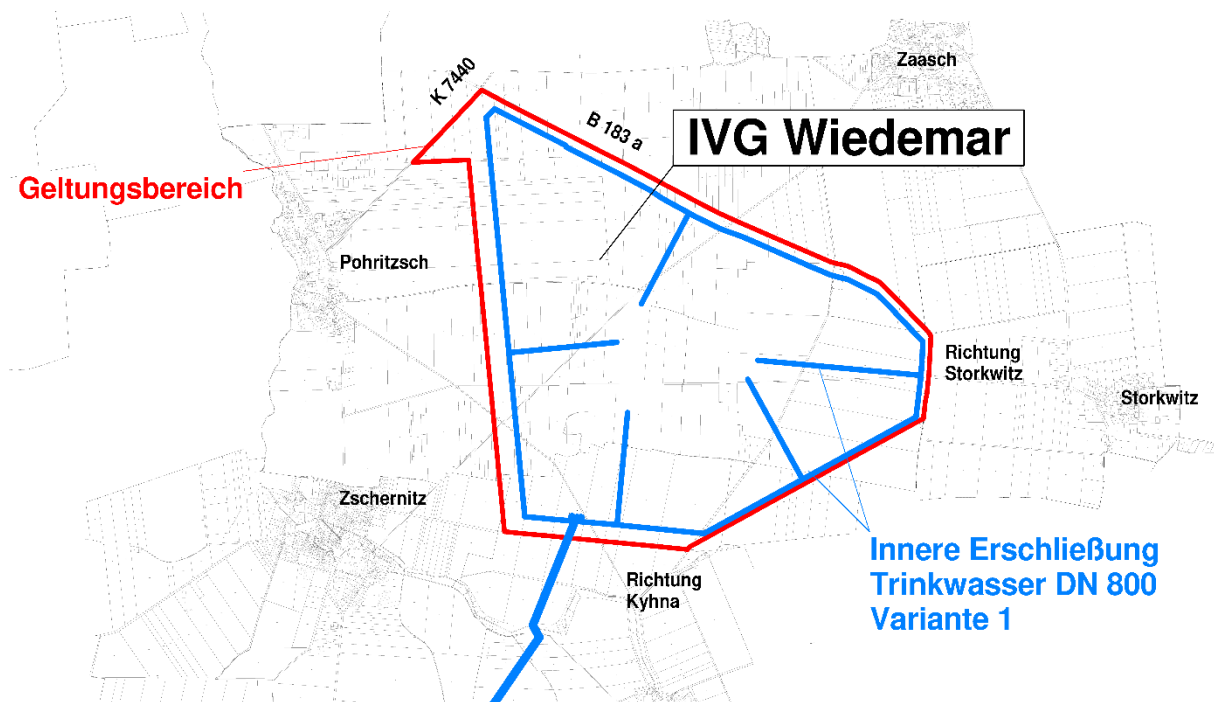 Zaasch
K 7440
B 183 a
IVG Wiedemar
Geltungsbereich
Pohritzsch
Richtung
Storkwitz
Storkwitz
Zschernitz
Richtung
Kyhna
Innere Erschließung
Trinkwasser DN 800
Variante 1